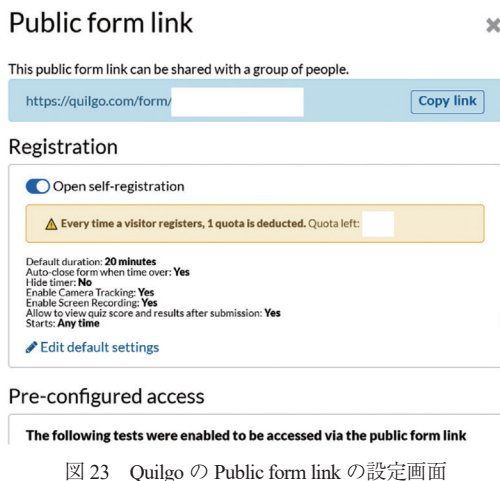 Public form link
This public form link can be shared with a group of people.
https://quilgo.com/form/
Copy link
Registration
Open self-registration
Every time a visitor registers, 1 quota is deducted. Quota left:
Default duration: 20 minutes
Auto-close form when time over: Yes
Hide timer: No
Enable Camera Tracking: Yes
Enable Screen Recording: Yes
Allow to view quiz score and results after submission: Yes
Starts: Any time
Edit default settings
Pre-configured access
The following tests were enabled to be accessed via the public form link
図 23 Quilgo の Public form link の設定画面